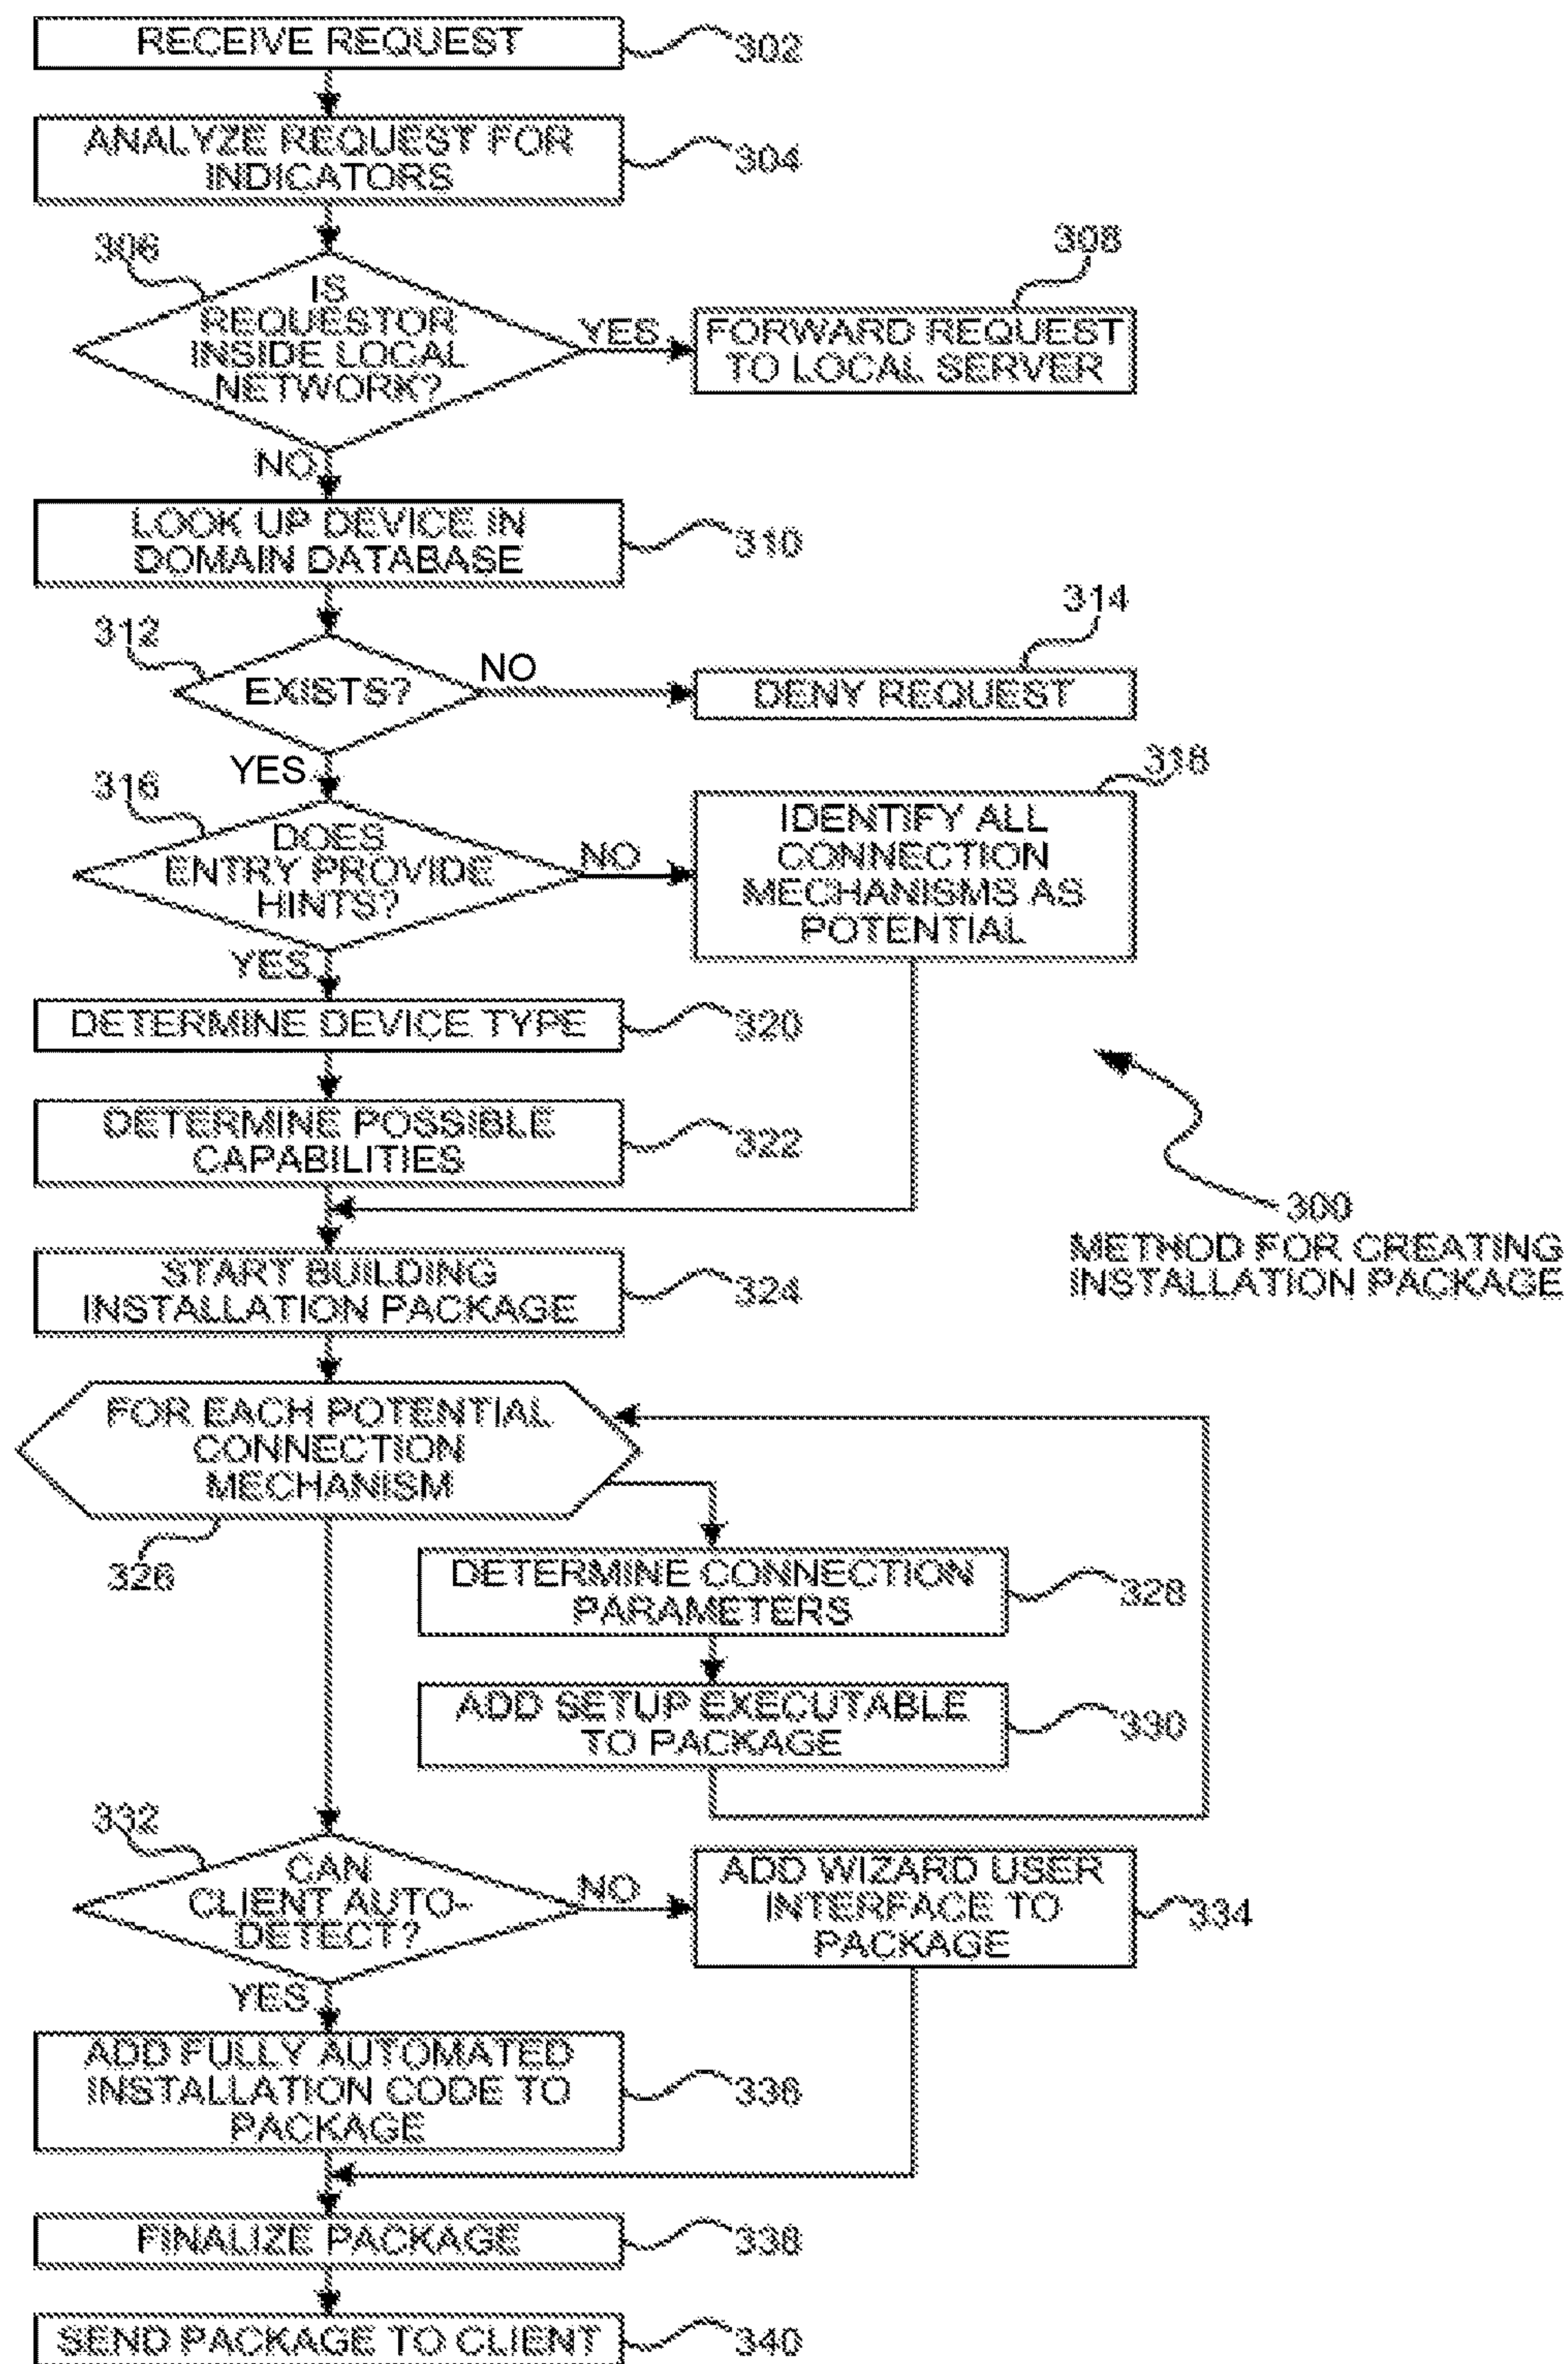 RECEIVE REQUEST
302
ANALYZE REQUEST FOR
INDICATORS
304
306
IS
REQUESTOR
INSIDE LOCAL
NETWORK?
YES
308
FORWARD REQUEST
TO LOCAL SERVER
NO
LOOK UP DEVICE IN
DOMAIN DATABASE
310
312
EXISTS?
NO
314
DENY REQUEST
YES
316
DOES
ENTRY PROVIDE
HINTS?
NO
318
IDENTIFY ALL
CONNECTION
MECHANISMS AS
POTENTIAL
YES
DETERMINE DEVICE TYPE
320
DETERMINE POSSIBLE
CAPABILITIES
322
300
METHOD FOR CREATING
INSTALLATION PACKAGE
START BUILDING
INSTALLATION PACKAGE
324
FOR EACH POTENTIAL
CONNECTION
MECHANISM
326
DETERMINE CONNECTION
PARAMETERS
328
ADD SETUP EXECUTABLE
TO PACKAGE
330
332
CAN
CLIENT AUTO-
DETECT?
NO
ADD WIZARD USER
INTERFACE TO
PACKAGE
334
YES
ADD FULLY AUTOMATED
INSTALLATION CODE TO
PACKAGE
336
FINALIZE PACKAGE
338
SEND PACKAGE TO CLIENT
340